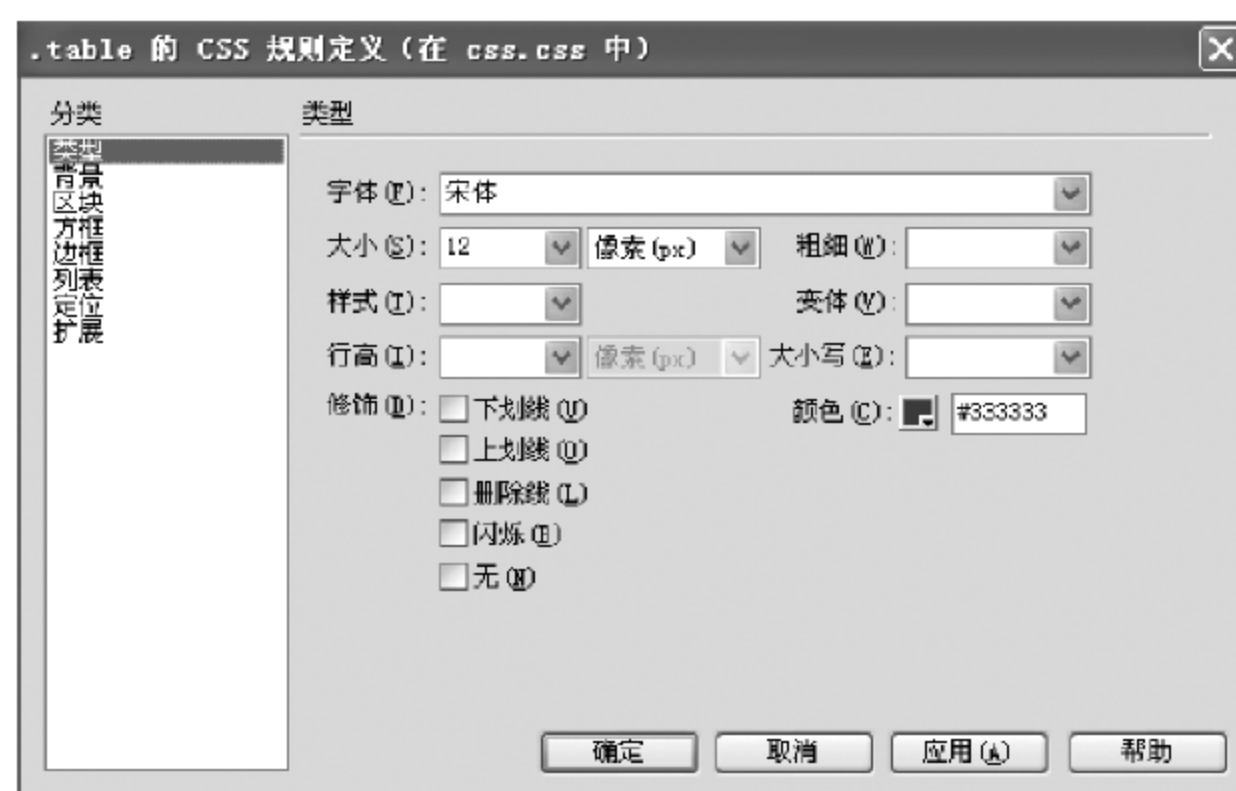 .table 的 CSS 规则定义（在 css.css 中）
分类
类型
背景
区块
方框
边框
列表
定位
扩展
类型
字体(F)：宋体
大小(S)：12 像素(px) 粗细(W)：
样式(T)： 变体(V)：
行高(I)： 像素(px) 大小写(E)：
修饰(D)： 下划线(U) 颜色(C)： #333333
上划线(O)
删除线(L)
闪烁(B)
无(N)
确定 取消 应用(A) 帮助